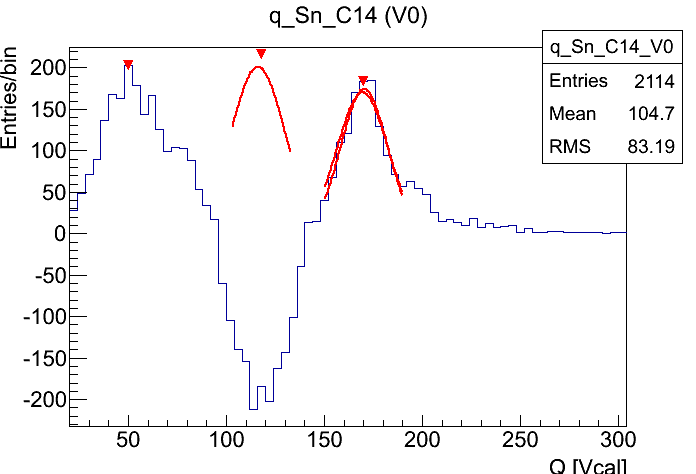 q_Sn_C14 (V0)
q_Sn_C14_V0
Entries 2114
Mean 104.7
RMS 83.19
Entries/bin
200
150
100
50
0
-50
-100
-150
-200
50 100 150 200 250 300
Q [Vcal]